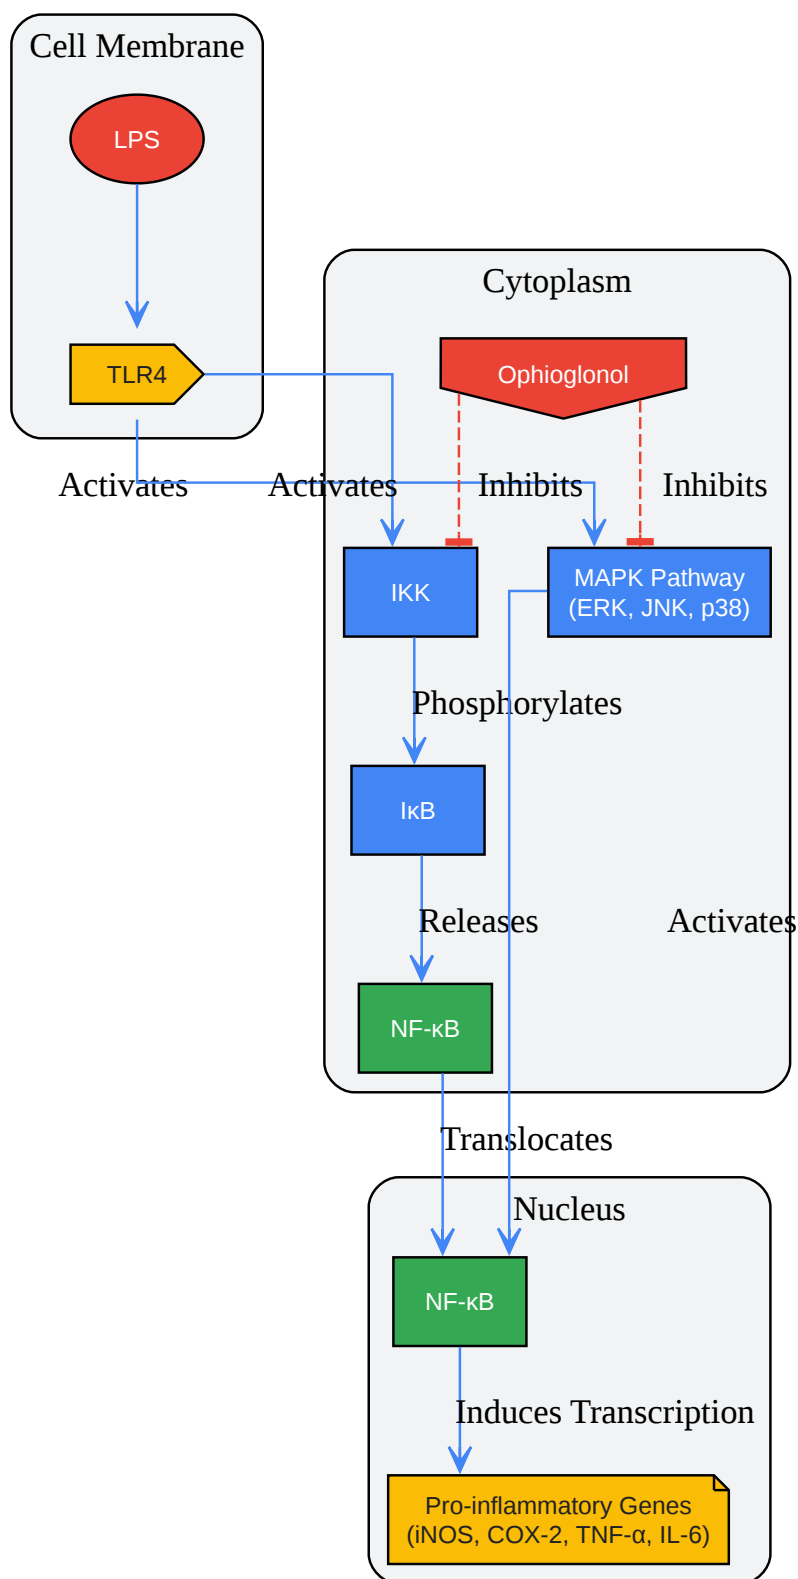 Cell Membrane
LPS
TLR4
Cytoplasm
Ophioglonol
Activates
Activates
Inhibits
Inhibits
IKK
MAPK Pathway
(ERK, JNK, p38)
Phosphorylates
IκB
Releases
Activates
NF-κB
Translocates
Nucleus
NF-κB
Induces Transcription
Pro-inflammatory Genes
(iNOS, COX-2, TNF-α, IL-6)